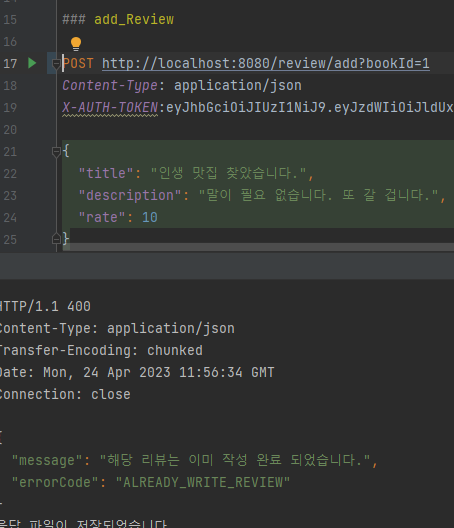 15 ### add_Review
16
17 POST http://localhost:8080/review/add?bookId=1
18 Content-Type: application/json
19 X-AUTH-TOKEN:eyJhbGciOiJIUzI1NiJ9.eyJzdWIiOiJldUx
20
21 {
22 "title": "인생 맛집 찾았습니다.",
23 "description": "말이 필요 없습니다. 또 갈 겁니다.",
24 "rate": 10
25 }
HTTP/1.1 400
Content-Type: application/json
Transfer-Encoding: chunked
Date: Mon, 24 Apr 2023 11:56:34 GMT
Connection: close
{
"message": "해당 리뷰는 이미 작성 완료 되었습니다.",
"errorCode": "ALREADY_WRITE_REVIEW"
}
응답 파일이 저장되었습니다